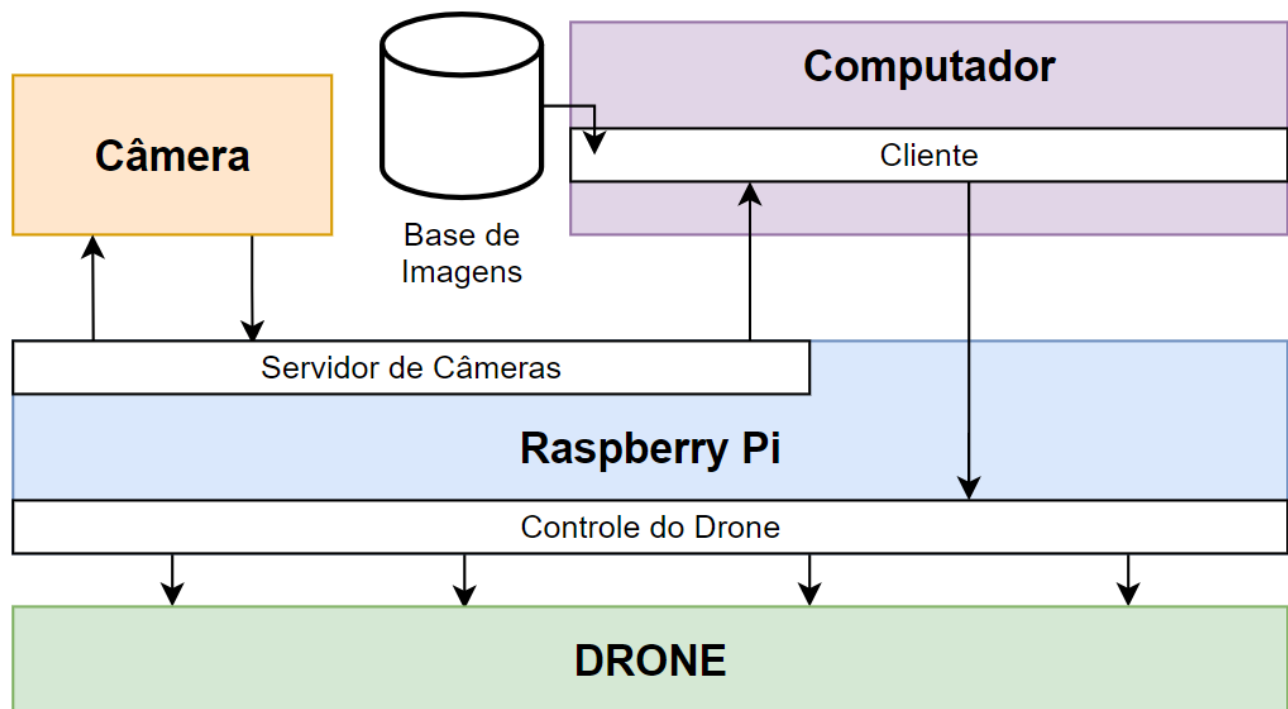 Computador
Câmera
Cliente
Base de
Imagens
Servidor de Câmeras
Raspberry Pi
Controle do Drone
DRONE